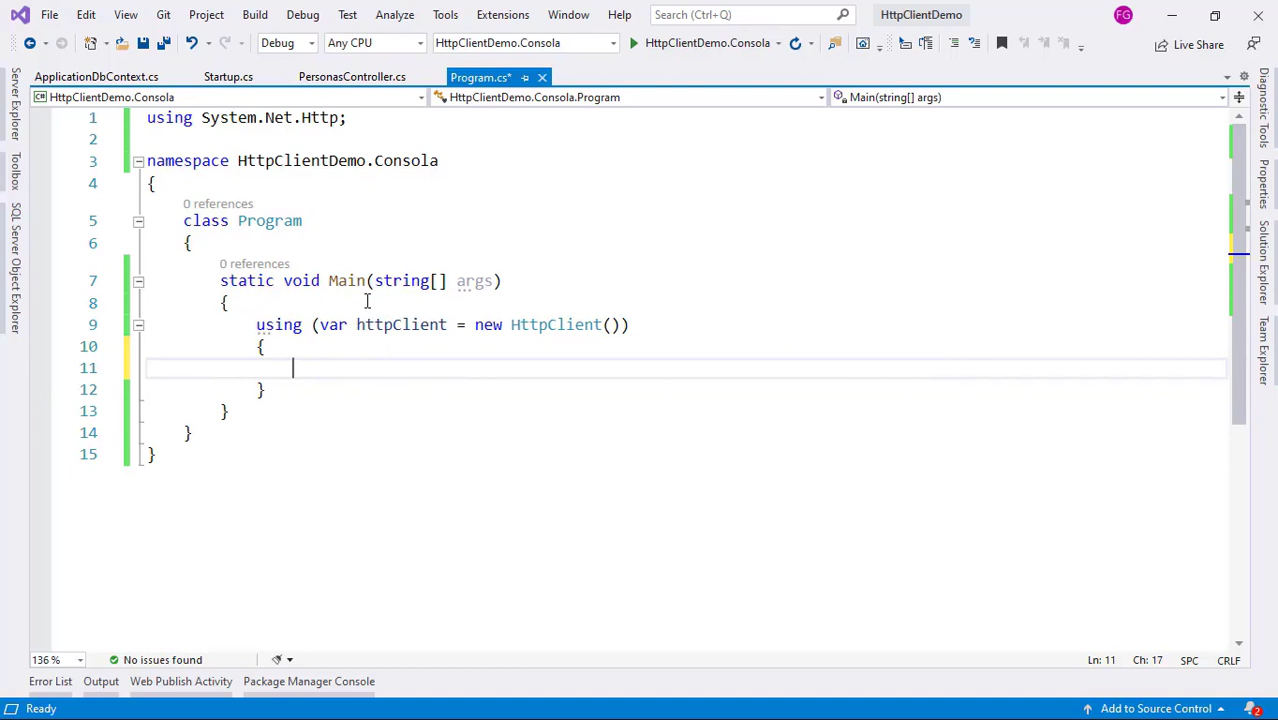 File Edit View Git Project Build Debug Test Analyze Tools Extensions Window Help Search (Ctrl+Q) HttpClientDemo FG
Debug Any CPU HttpClientDemo.Consola HttpClientDemo.Consola Live Share
ApplicationDbContext.cs Startup.cs PersonasController.cs Program.cs*
HttpClientDemo.Consola HttpClientDemo.Consola.Program Main(string[] args)
1 using System.Net.Http;
2
3 namespace HttpClientDemo.Consola
4 {
0 references
5 class Program
6 {
0 references
7 static void Main(string[] args)
8 {
9 using (var httpClient = new HttpClient())
10 {
11
12 }
13 }
14 }
15 }
Server Explorer
Toolbox
SQL Server Object Explorer
Diagnostic Tools
Properties
Solution Explorer
Team Explorer
136 % No issues found Ln: 11 Ch: 17 SPC CRLF
Error List Output Web Publish Activity Package Manager Console
Ready Add to Source Control 2